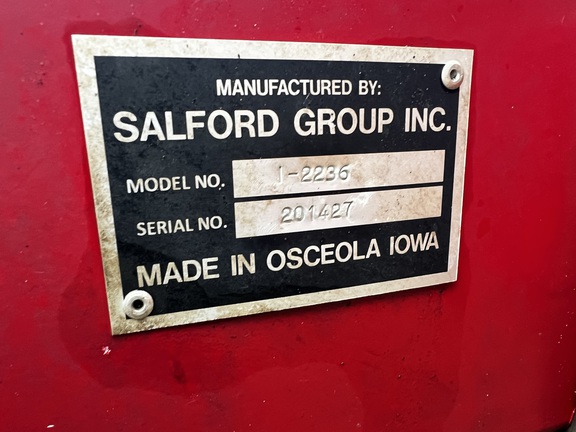 MANUFACTURED BY:
SALFORD GROUP INC.
MODEL NO. J-2236
SERIAL NO. 201427
MADE IN OSCEOLA IOWA